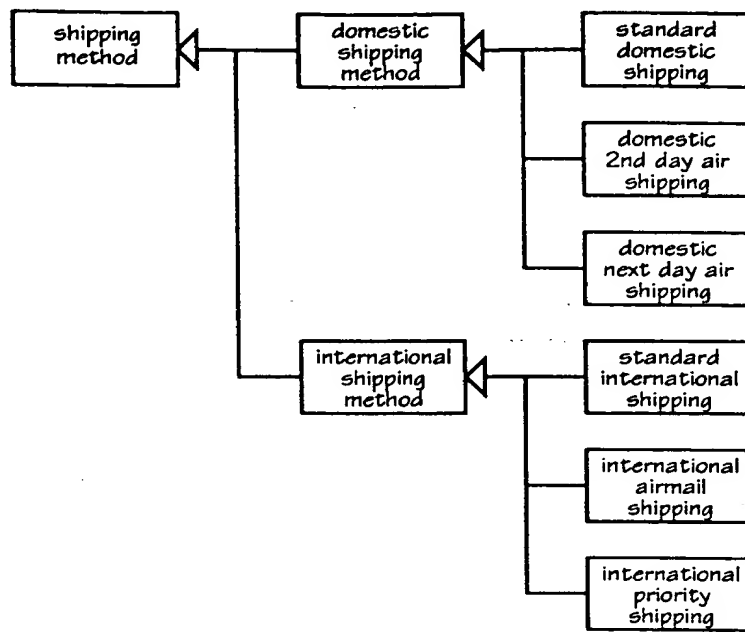 shipping
method
domestic
shipping
method
standard
domestic
shipping
domestic
2nd day air
shipping
domestic
next day air
shipping
international
shipping
method
standard
international
shipping
international
airmail
shipping
international
priority
shipping